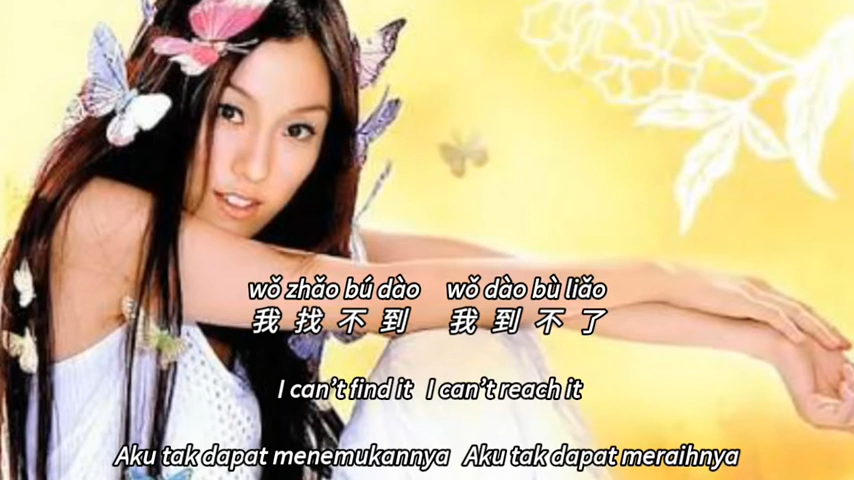 wǒ zhǎo bú dào wǒ dào bù liǎo
我 找 不 到 我 到 不 了
I can't find it I can't reach it
Aku tak dapat menemukannya Aku tak dapat meraihnya